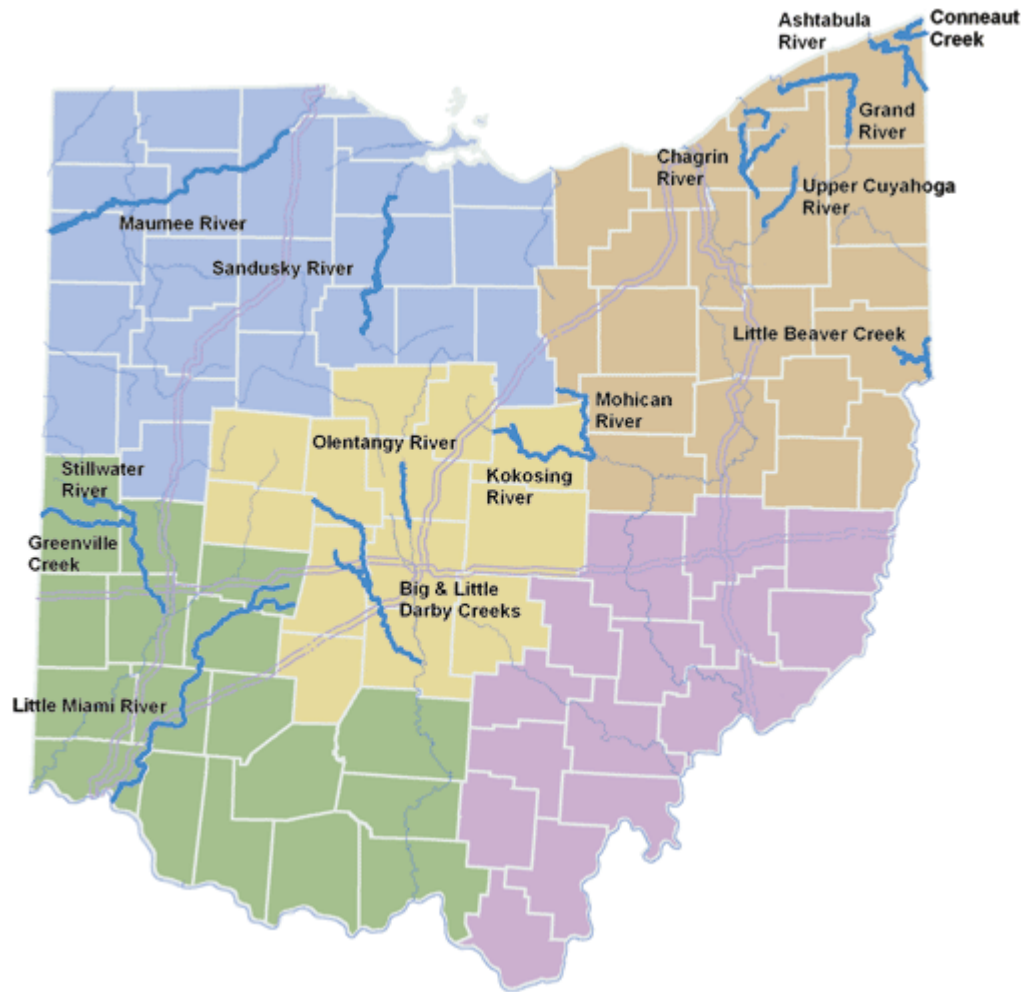 Ashtabula
River
Conneaut
Creek
Grand
River
Chagrin
River
Upper Cuyahoga
River
Maumee River
Sandusky River
Little Beaver Creek
Mohican
River
Olentangy River
Stillwater
River
Kokosing
River
Greenville
Creek
Big & Little
Darby Creeks
Little Miami River